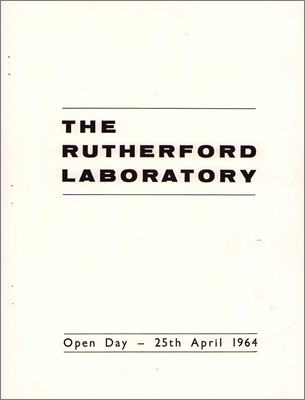 THE
RUTHERFORD
LABORATORY
Open Day – 25th April 1964